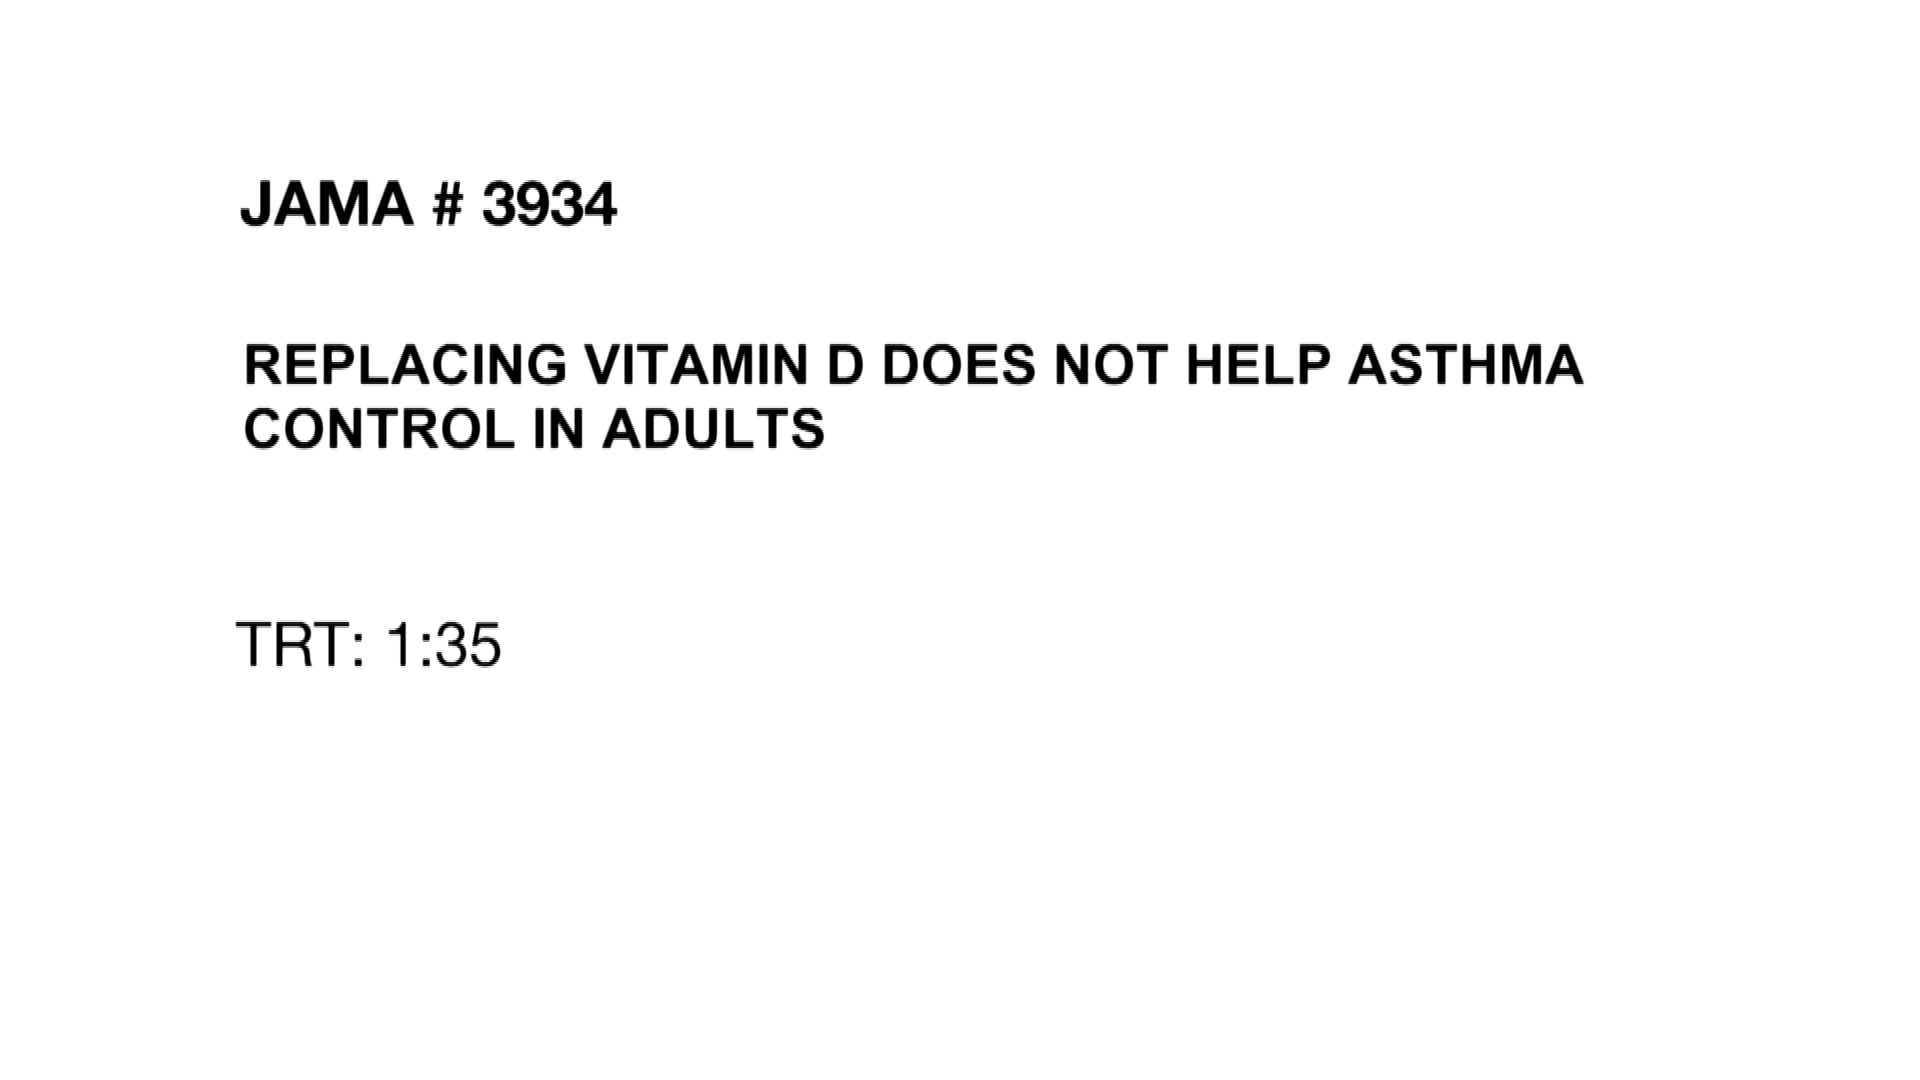 JAMA # 3934
REPLACING VITAMIN D DOES NOT HELP ASTHMA
CONTROL IN ADULTS
TRT: 1:35